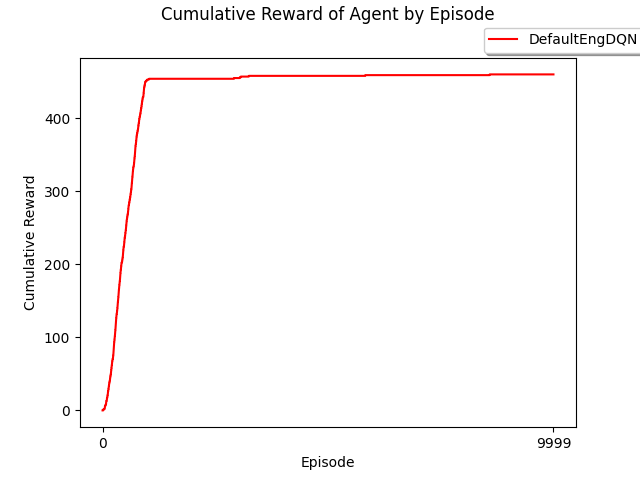 Cumulative Reward of Agent by Episode
DefaultEngDQN
400
300
200
100
0
Cumulative Reward
0 9999
Episode